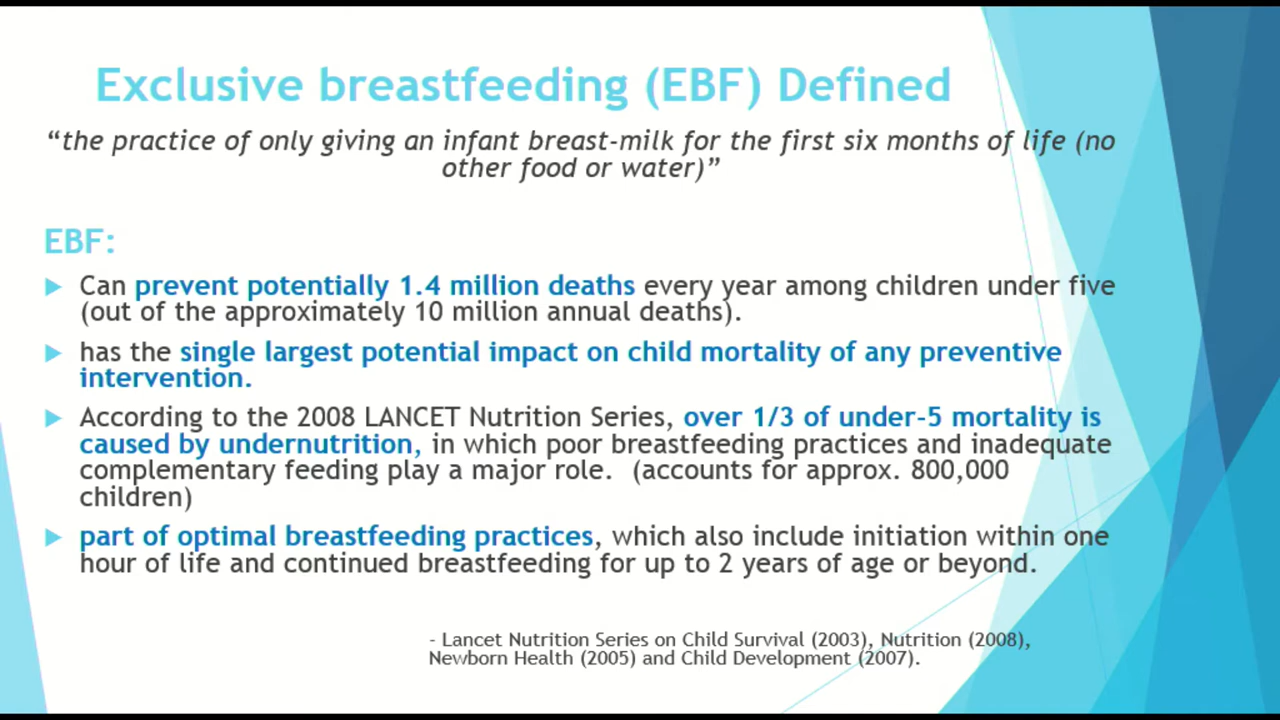 Exclusive breastfeeding (EBF) Defined
“the practice of only giving an infant breast-milk for the first six months of life (no
other food or water)”
EBF:
Can prevent potentially 1.4 million deaths every year among children under five
(out of the approximately 10 million annual deaths).
has the single largest potential impact on child mortality of any preventive
intervention.
According to the 2008 LANCET Nutrition Series, over 1/3 of under-5 mortality is
caused by undernutrition, in which poor breastfeeding practices and inadequate
complementary feeding play a major role. (accounts for approx. 800,000
children)
part of optimal breastfeeding practices, which also include initiation within one
hour of life and continued breastfeeding for up to 2 years of age or beyond.
- Lancet Nutrition Series on Child Survival (2003), Nutrition (2008),
Newborn Health (2005) and Child Development (2007).